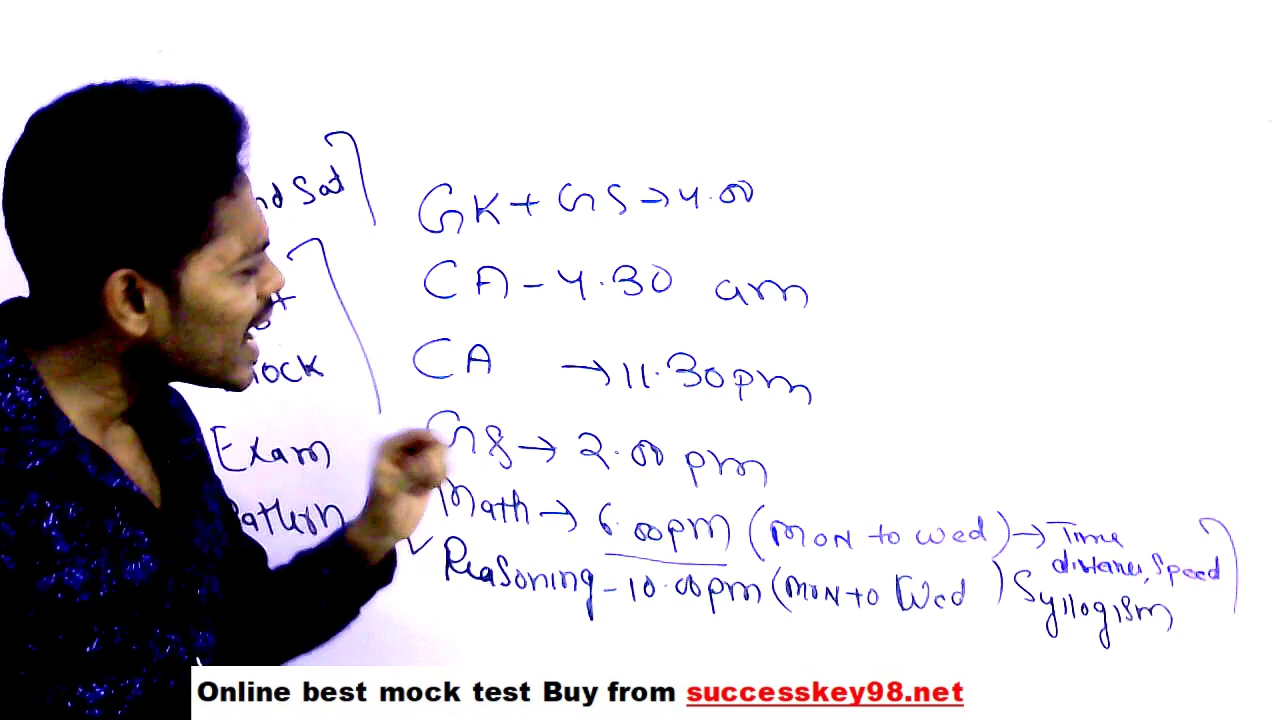 nd Sat
GK + GS → 4.00
CA - 4.30 am
ock
CA → 11.30pm
Exam
GS → 2.00 pm
Pattern
Math → 6.00pm (MON to Wed) → Time distance, Speed
✓ Reasoning - 10.00pm (MON to Wed) Syllogism
Online best mock test Buy from successkey98.net